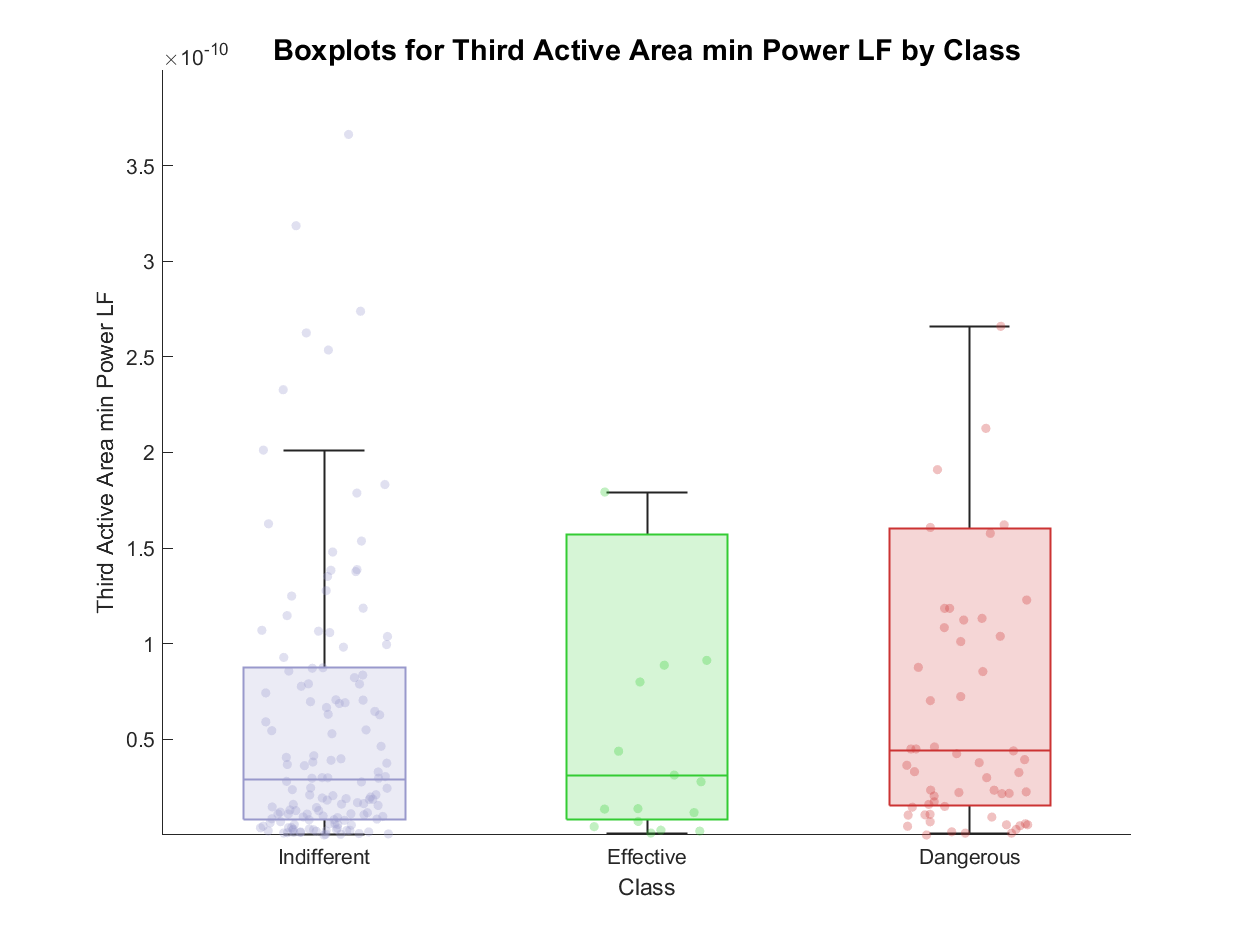 Boxplots for Third Active Area min Power LF by Class
×10⁻¹⁰
3.5
3
2.5
2
1.5
1
0.5
Third Active Area min Power LF
Indifferent Effective Dangerous
Class